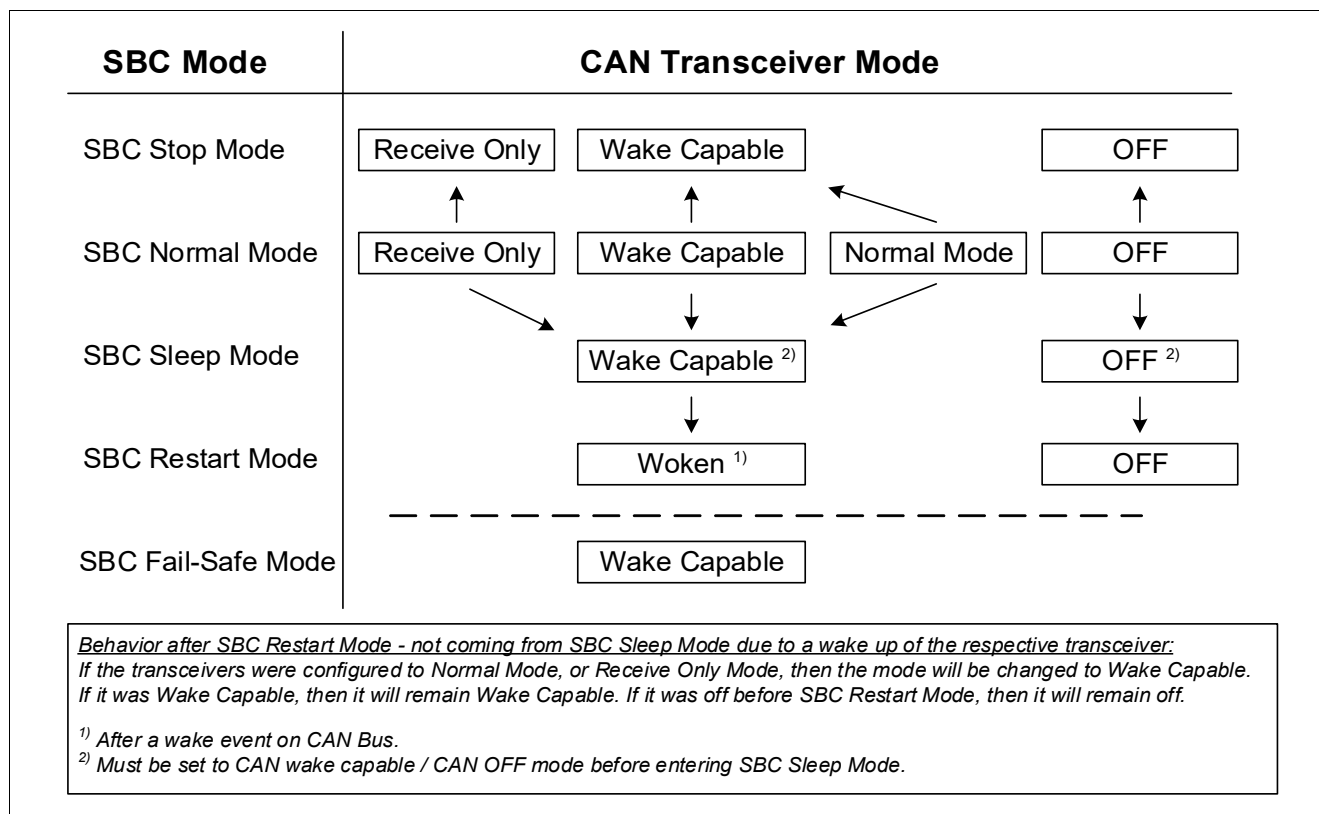 SBC Mode CAN Transceiver Mode
SBC Stop Mode Receive Only Wake Capable OFF
SBC Normal Mode Receive Only Wake Capable Normal Mode OFF
SBC Sleep Mode Wake Capable 2) OFF 2)
SBC Restart Mode Woken 1) OFF
SBC Fail-Safe Mode Wake Capable
Behavior after SBC Restart Mode - not coming from SBC Sleep Mode due to a wake up of the respective transceiver:
If the transceivers were configured to Normal Mode, or Receive Only Mode, then the mode will be changed to Wake Capable.
If it was Wake Capable, then it will remain Wake Capable. If it was off before SBC Restart Mode, then it will remain off.
1) After a wake event on CAN Bus.
2) Must be set to CAN wake capable / CAN OFF mode before entering SBC Sleep Mode.